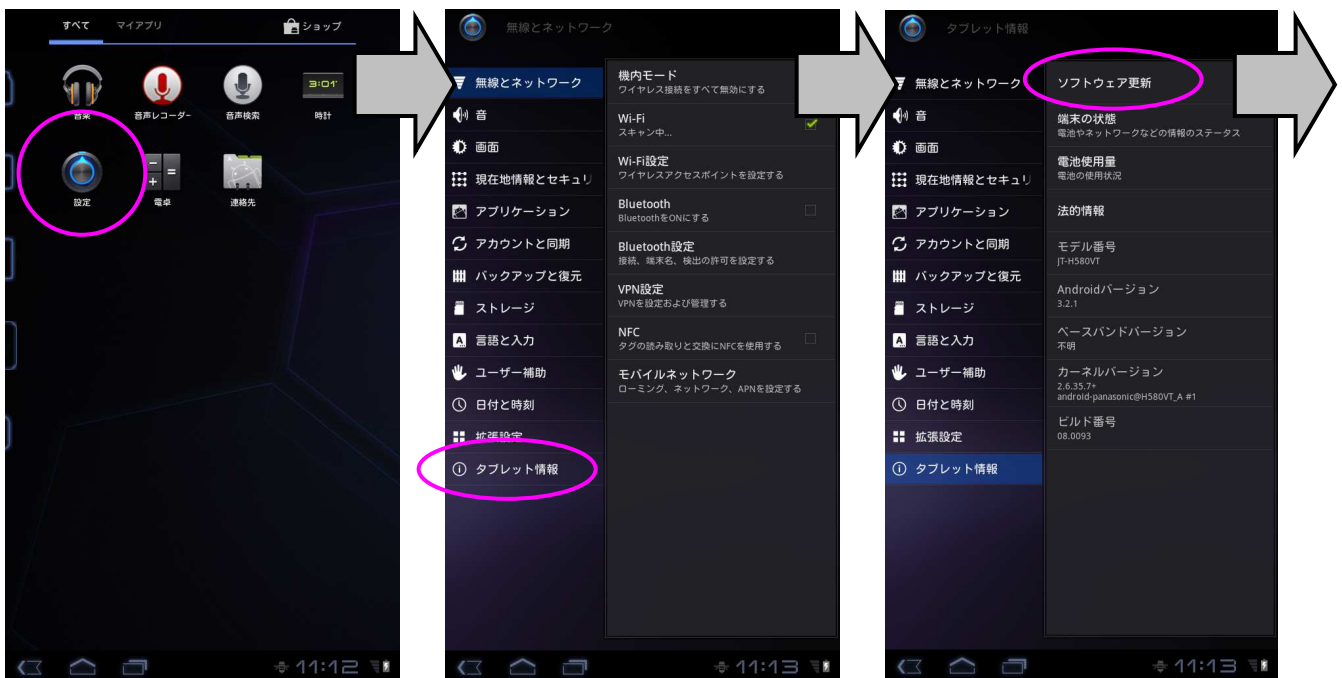 すべて
マイアプリ
ショップ
音楽
音声レコーダー
音声検索
時計
3:01
設定
電卓
連絡先
11:12
無線とネットワーク
無線とネットワーク
音
画面
現在地情報とセキュリ
アプリケーション
アカウントと同期
バックアップと復元
ストレージ
言語と入力
ユーザー補助
日付と時刻
拡張設定
タブレット情報
機内モード
ワイヤレス接続をすべて無効にする
Wi-Fi
スキャン中...
Wi-Fi設定
ワイヤレスアクセスポイントを設定する
Bluetooth
BluetoothをONにする
Bluetooth設定
接続、端末名、検出の許可を設定する
VPN設定
VPNを設定および管理する
NFC
タグの読み取りと交換にNFCを使用する
モバイルネットワーク
ローミング、ネットワーク、APNを設定する
11:13
タブレット情報
無線とネットワーク
音
画面
現在地情報とセキュリ
アプリケーション
アカウントと同期
バックアップと復元
ストレージ
言語と入力
ユーザー補助
日付と時刻
拡張設定
タブレット情報
ソフトウェア更新
端末の状態
電池やネットワークなどの情報のステータス
電池使用量
電池の使用状況
法的情報
モデル番号
JT-H580VT
Androidバージョン
3.2.1
ベースバンドバージョン
不明
カーネルバージョン
2.6.35.7+
android-panasonic@H580VT_A #1
ビルド番号
08.0093
11:13